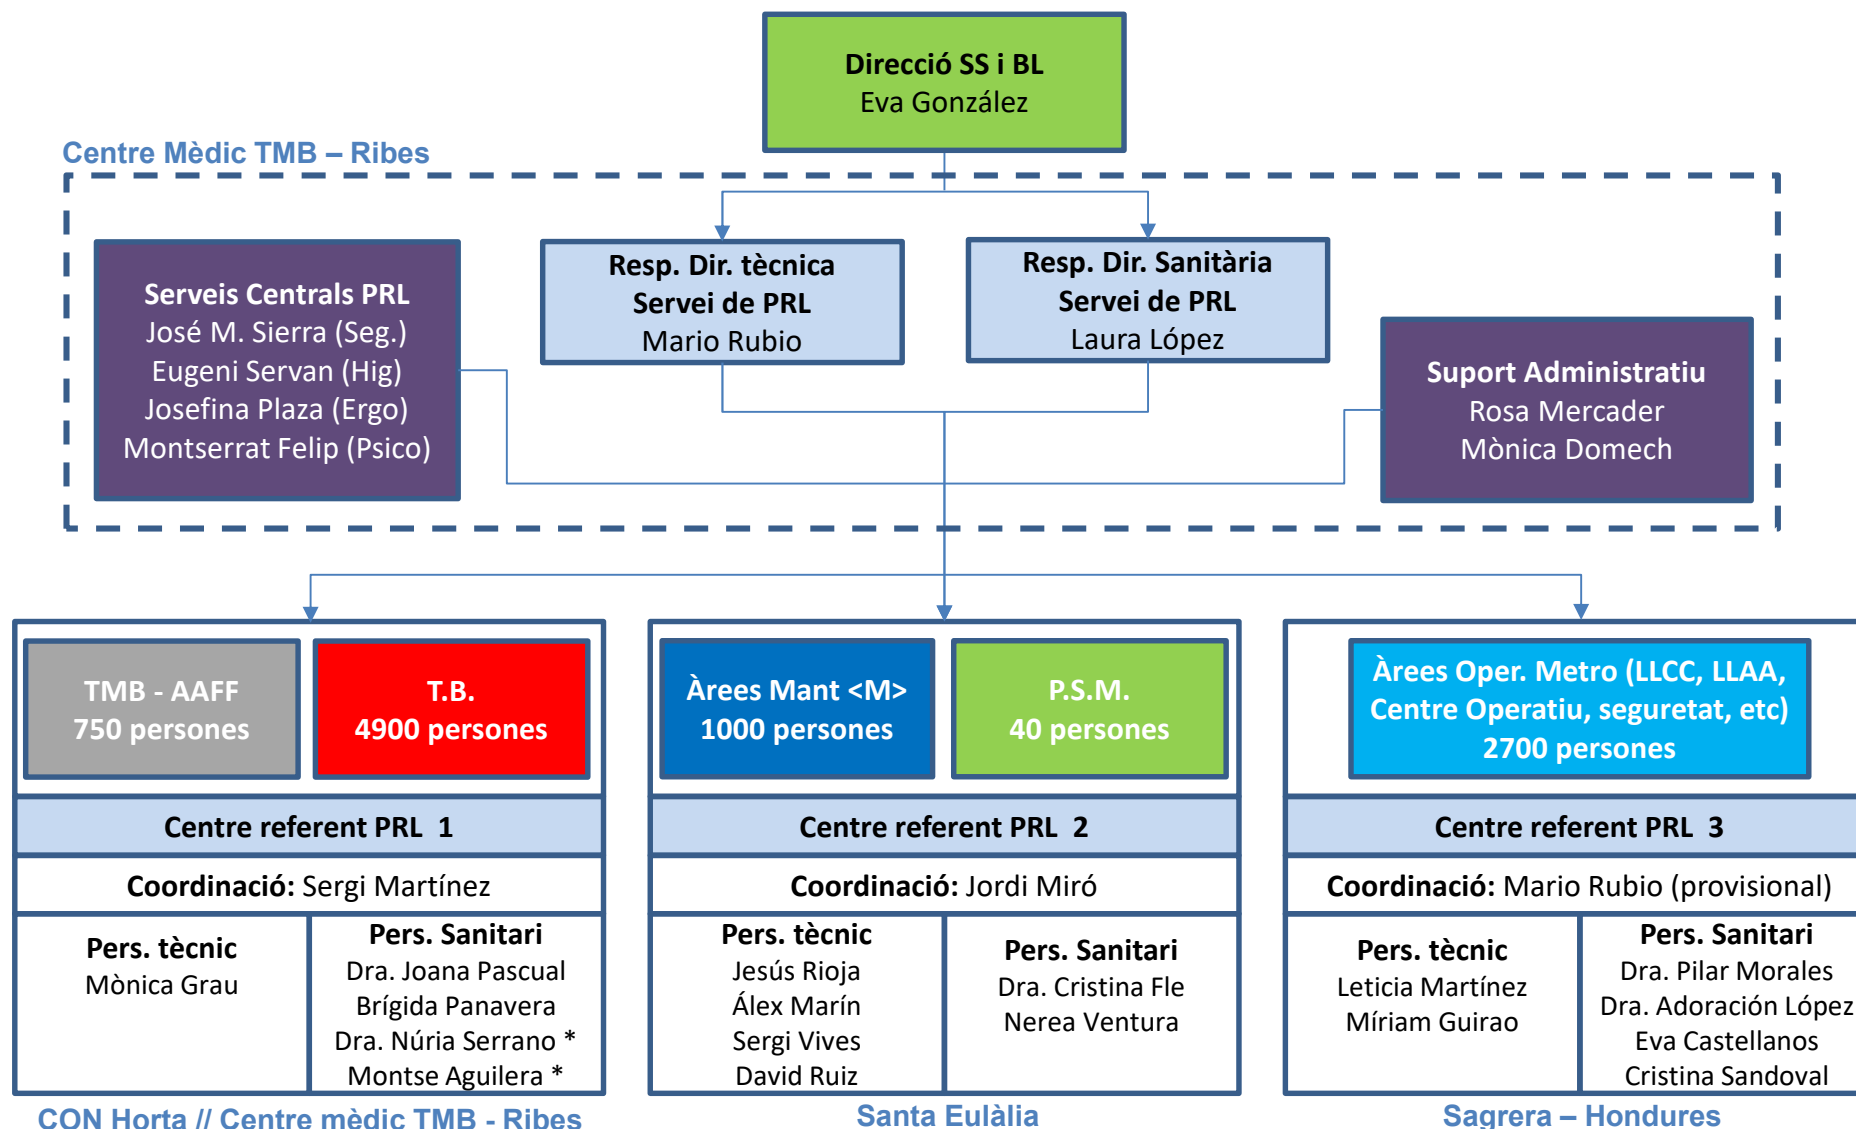 Direcció SS i BL
Eva González
Centre Mèdic TMB – Ribes
Serveis Centrals PRL
José M. Sierra (Seg.)
Eugeni Servan (Hig)
Josefina Plaza (Ergo)
Montserrat Felip (Psico)
Resp. Dir. tècnica
Servei de PRL
Mario Rubio
Resp. Dir. Sanitària
Servei de PRL
Laura López
Suport Administratiu
Rosa Mercader
Mònica Domech
TMB - AAFF
750 persones
T.B.
4900 persones
Centre referent PRL 1
Coordinació: Sergi Martínez
Pers. tècnic
Mònica Grau
Pers. Sanitari
Dra. Joana Pascual
Brígida Panavera
Dra. Núria Serrano *
Montse Aguilera *
CON Horta // Centre mèdic TMB - Ribes
Àrees Mant <M>
1000 persones
P.S.M.
40 persones
Centre referent PRL 2
Coordinació: Jordi Miró
Pers. tècnic
Jesús Rioja
Álex Marín
Sergi Vives
David Ruiz
Pers. Sanitari
Dra. Cristina Fle
Nerea Ventura
Santa Eulàlia
Àrees Oper. Metro (LLCC, LLAA,
Centre Operatiu, seguretat, etc)
2700 persones
Centre referent PRL 3
Coordinació: Mario Rubio (provisional)
Pers. tècnic
Leticia Martínez
Míriam Guirao
Pers. Sanitari
Dra. Pilar Morales
Dra. Adoración López
Eva Castellanos
Cristina Sandoval
Sagrera – Hondures